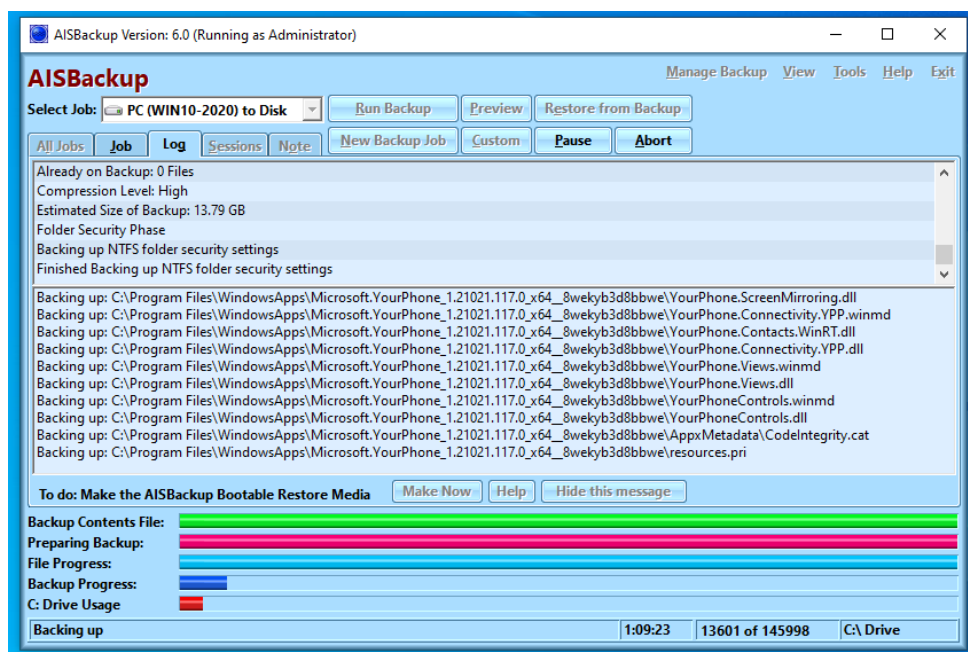 AISBackup Version: 6.0 (Running as Administrator)
AISBackup
Manage Backup View Tools Help Exit
Select Job: PC (WIN10-2020) to Disk Run Backup Preview Restore from Backup
All Jobs Job Log Sessions Note New Backup Job Custom Pause Abort
Already on Backup: 0 Files
Compression Level: High
Estimated Size of Backup: 13.79 GB
Folder Security Phase
Backing up NTFS folder security settings
Finished Backing up NTFS folder security settings
Backing up: C:\Program Files\WindowsApps\Microsoft.YourPhone_1.21021.117.0_x64__8wekyb3d8bbwe\YourPhone.ScreenMirroring.dll
Backing up: C:\Program Files\WindowsApps\Microsoft.YourPhone_1.21021.117.0_x64__8wekyb3d8bbwe\YourPhone.Connectivity.YPP.winmd
Backing up: C:\Program Files\WindowsApps\Microsoft.YourPhone_1.21021.117.0_x64__8wekyb3d8bbwe\YourPhone.Contacts.WinRT.dll
Backing up: C:\Program Files\WindowsApps\Microsoft.YourPhone_1.21021.117.0_x64__8wekyb3d8bbwe\YourPhone.Connectivity.YPP.dll
Backing up: C:\Program Files\WindowsApps\Microsoft.YourPhone_1.21021.117.0_x64__8wekyb3d8bbwe\YourPhone.Views.winmd
Backing up: C:\Program Files\WindowsApps\Microsoft.YourPhone_1.21021.117.0_x64__8wekyb3d8bbwe\YourPhone.Views.dll
Backing up: C:\Program Files\WindowsApps\Microsoft.YourPhone_1.21021.117.0_x64__8wekyb3d8bbwe\YourPhoneControls.winmd
Backing up: C:\Program Files\WindowsApps\Microsoft.YourPhone_1.21021.117.0_x64__8wekyb3d8bbwe\YourPhoneControls.dll
Backing up: C:\Program Files\WindowsApps\Microsoft.YourPhone_1.21021.117.0_x64__8wekyb3d8bbwe\AppxMetadata\CodeIntegrity.cat
Backing up: C:\Program Files\WindowsApps\Microsoft.YourPhone_1.21021.117.0_x64__8wekyb3d8bbwe\resources.pri
To do: Make the AISBackup Bootable Restore Media Make Now Help Hide this message
Backup Contents File:
Preparing Backup:
File Progress:
Backup Progress:
C: Drive Usage
Backing up 1:09:23 13601 of 145998 C:\ Drive